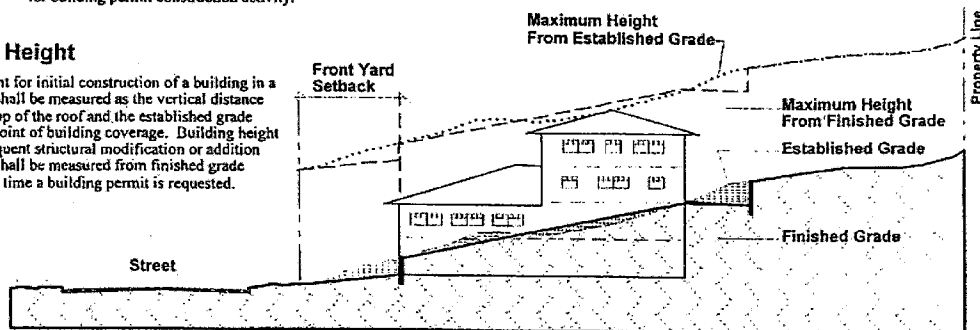 for building permit construction activity.
Height
nt for initial construction of a building in a
hall be measured as the vertical distance
op of the roof and the established grade
oint of building coverage. Building height
quent structural modification or addition
hall be measured from finished grade
time a building permit is requested.
Front Yard
Setback
Maximum Height
From Established Grade
Property Line
Maximum Height
From Finished Grade
Established Grade
Finished Grade
Street